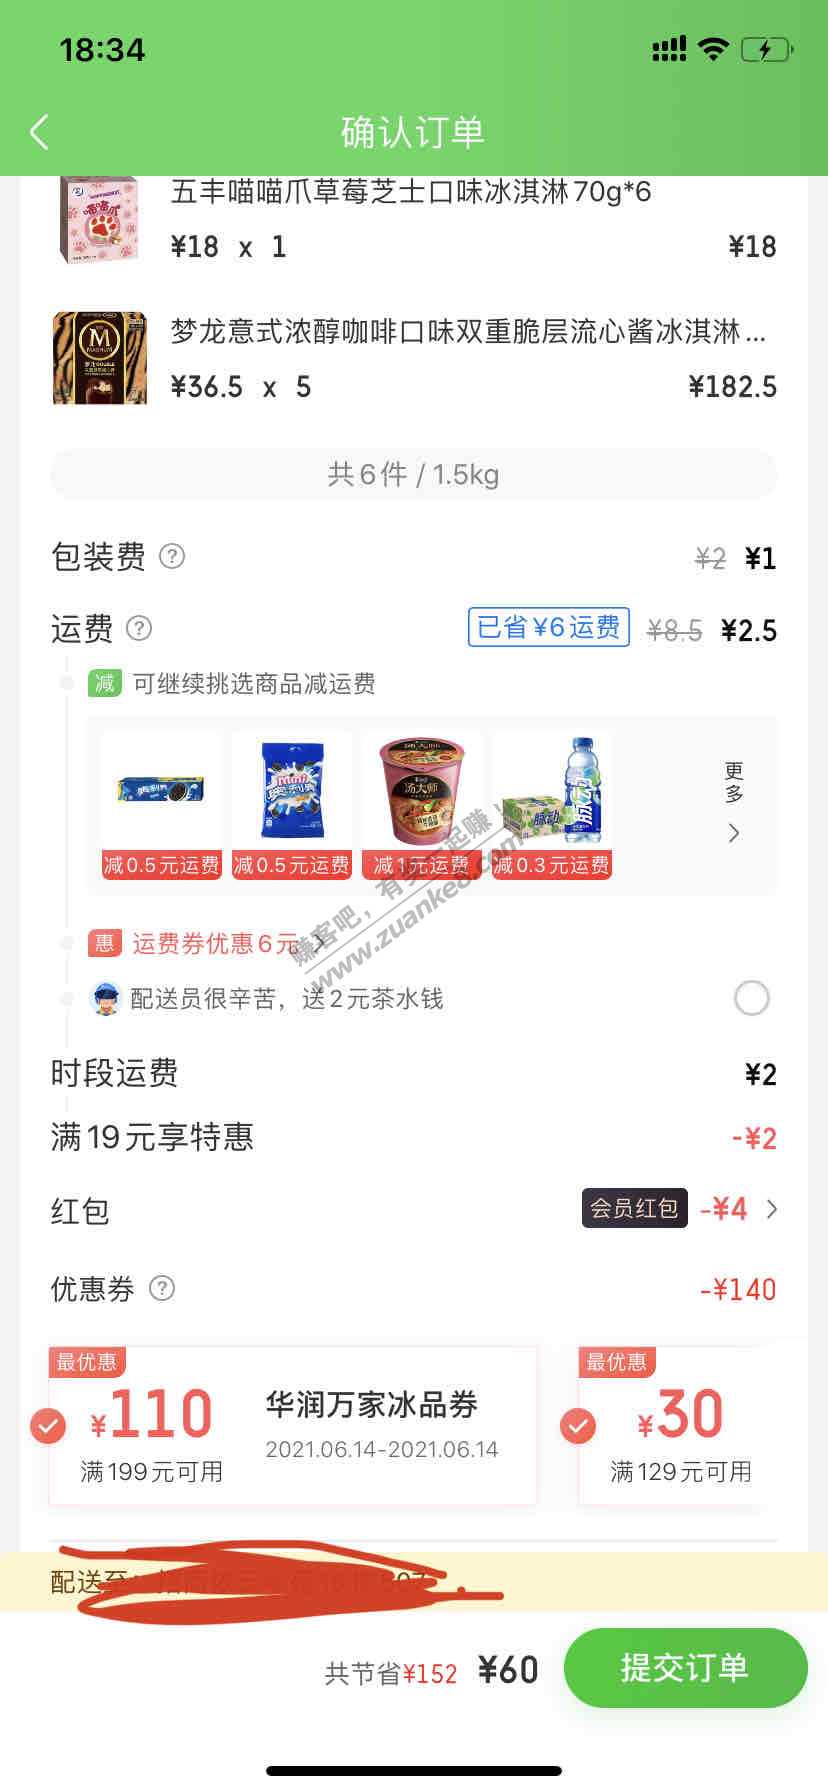 18:34
确认订单
五丰喵喵爪草莓芝士口味冰淇淋70g*6
¥18 x 1 ¥18
梦龙意式浓醇咖啡口味双重脆层流心酱冰淇淋...
¥36.5 x 5 ¥182.5
共6件 / 1.5kg
包装费 ? ¥2 ¥1
运费 ? 已省¥6运费 ¥8.5 ¥2.5
减 可继续挑选商品减运费
更多
减0.5元运费 减0.5元运费 减1元运费 减0.3元运费
惠 运费券优惠6元
赚客吧，有奖一起赚！
www.zuanke8.com
配送员很辛苦，送2元茶水钱
时段运费 ¥2
满19元享特惠 -¥2
红包 会员红包 -¥4
优惠券 ? -¥140
最优惠 最优惠
¥110 华润万家冰品券 ¥30
满199元可用 2021.06.14-2021.06.14 满129元可用
配送至
共节省¥152 ¥60 提交订单